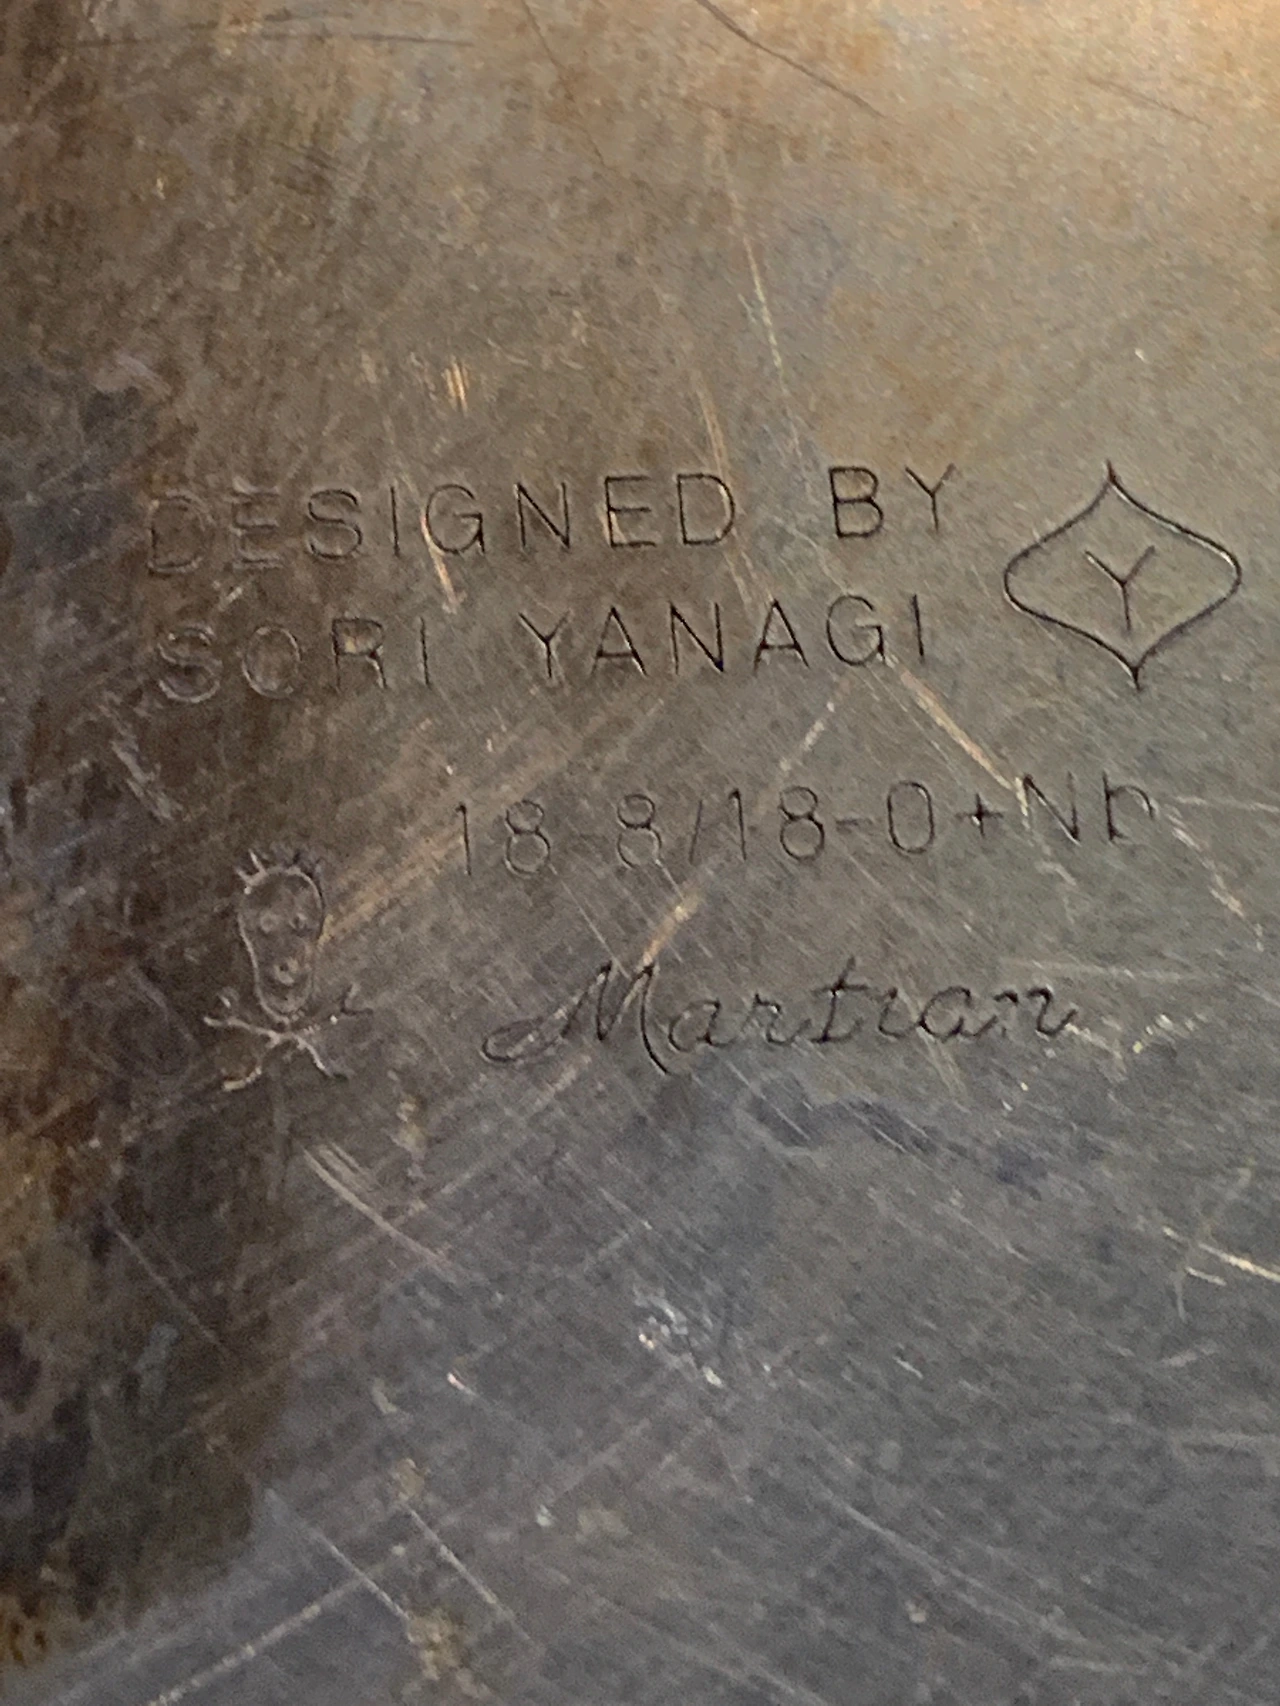 DESIGNED BY
SORI YANAGI
Y
18-8/18-0+Nb
Martian